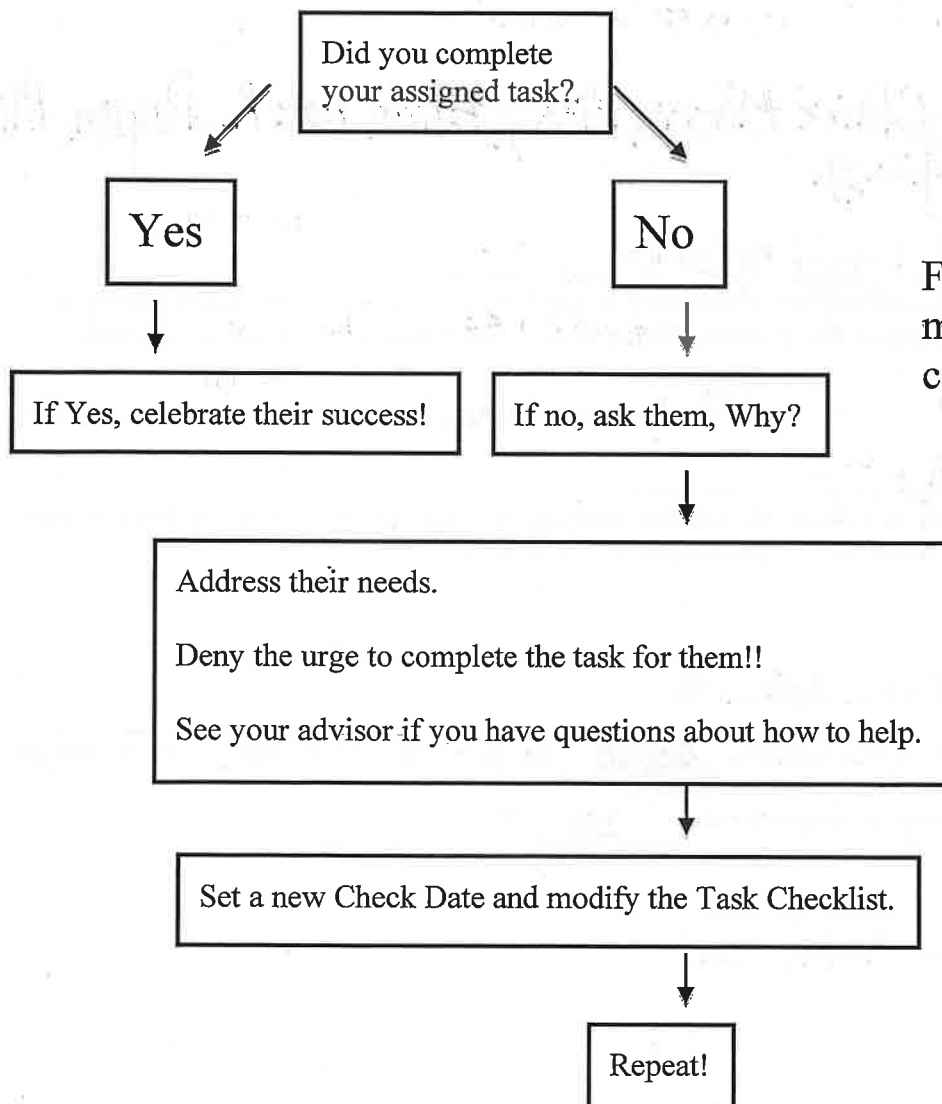 Did you complete
your assigned task?
Yes
No
If Yes, celebrate their success!
If no, ask them, Why?
Address their needs.
Deny the urge to complete the task for them!!
See your advisor if you have questions about how to help.
Set a new Check Date and modify the Task Checklist.
Repeat!